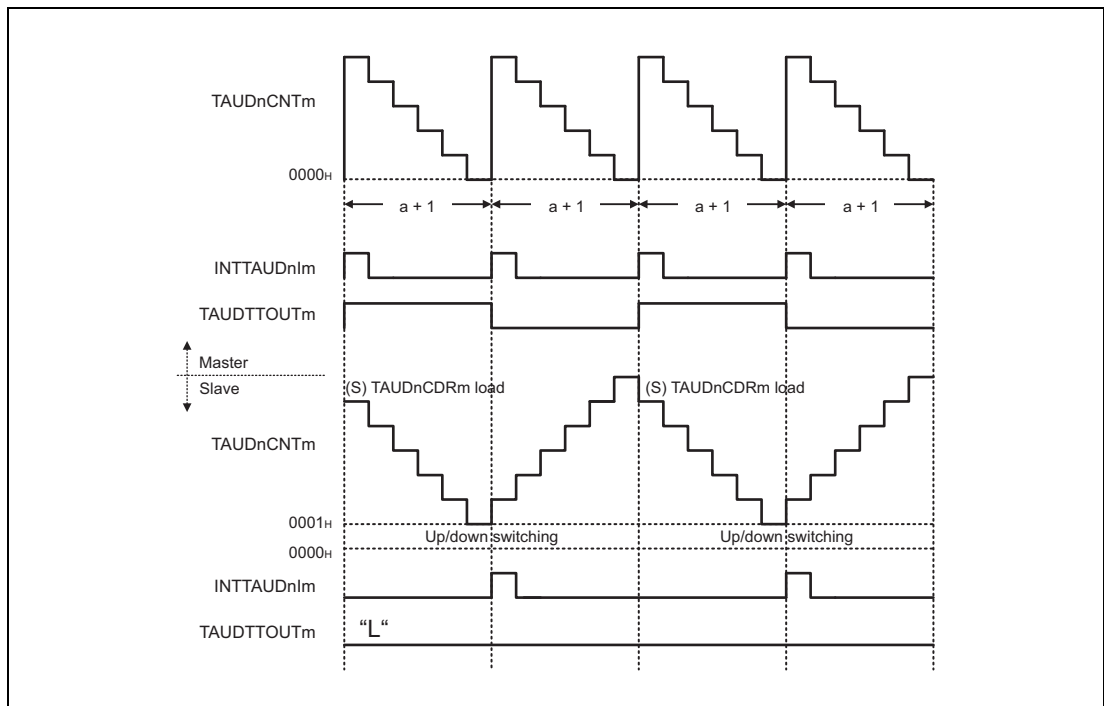 TAUDnCNTm
0000H
a + 1 a + 1 a + 1 a + 1
INTTAUDnIm
TAUDTTOUTm
Master
Slave
(S) TAUDnCDRm load (S) TAUDnCDRm load
TAUDnCNTm
0001H
Up/down switching Up/down switching
0000H
INTTAUDnIm
TAUDTTOUTm
“L“